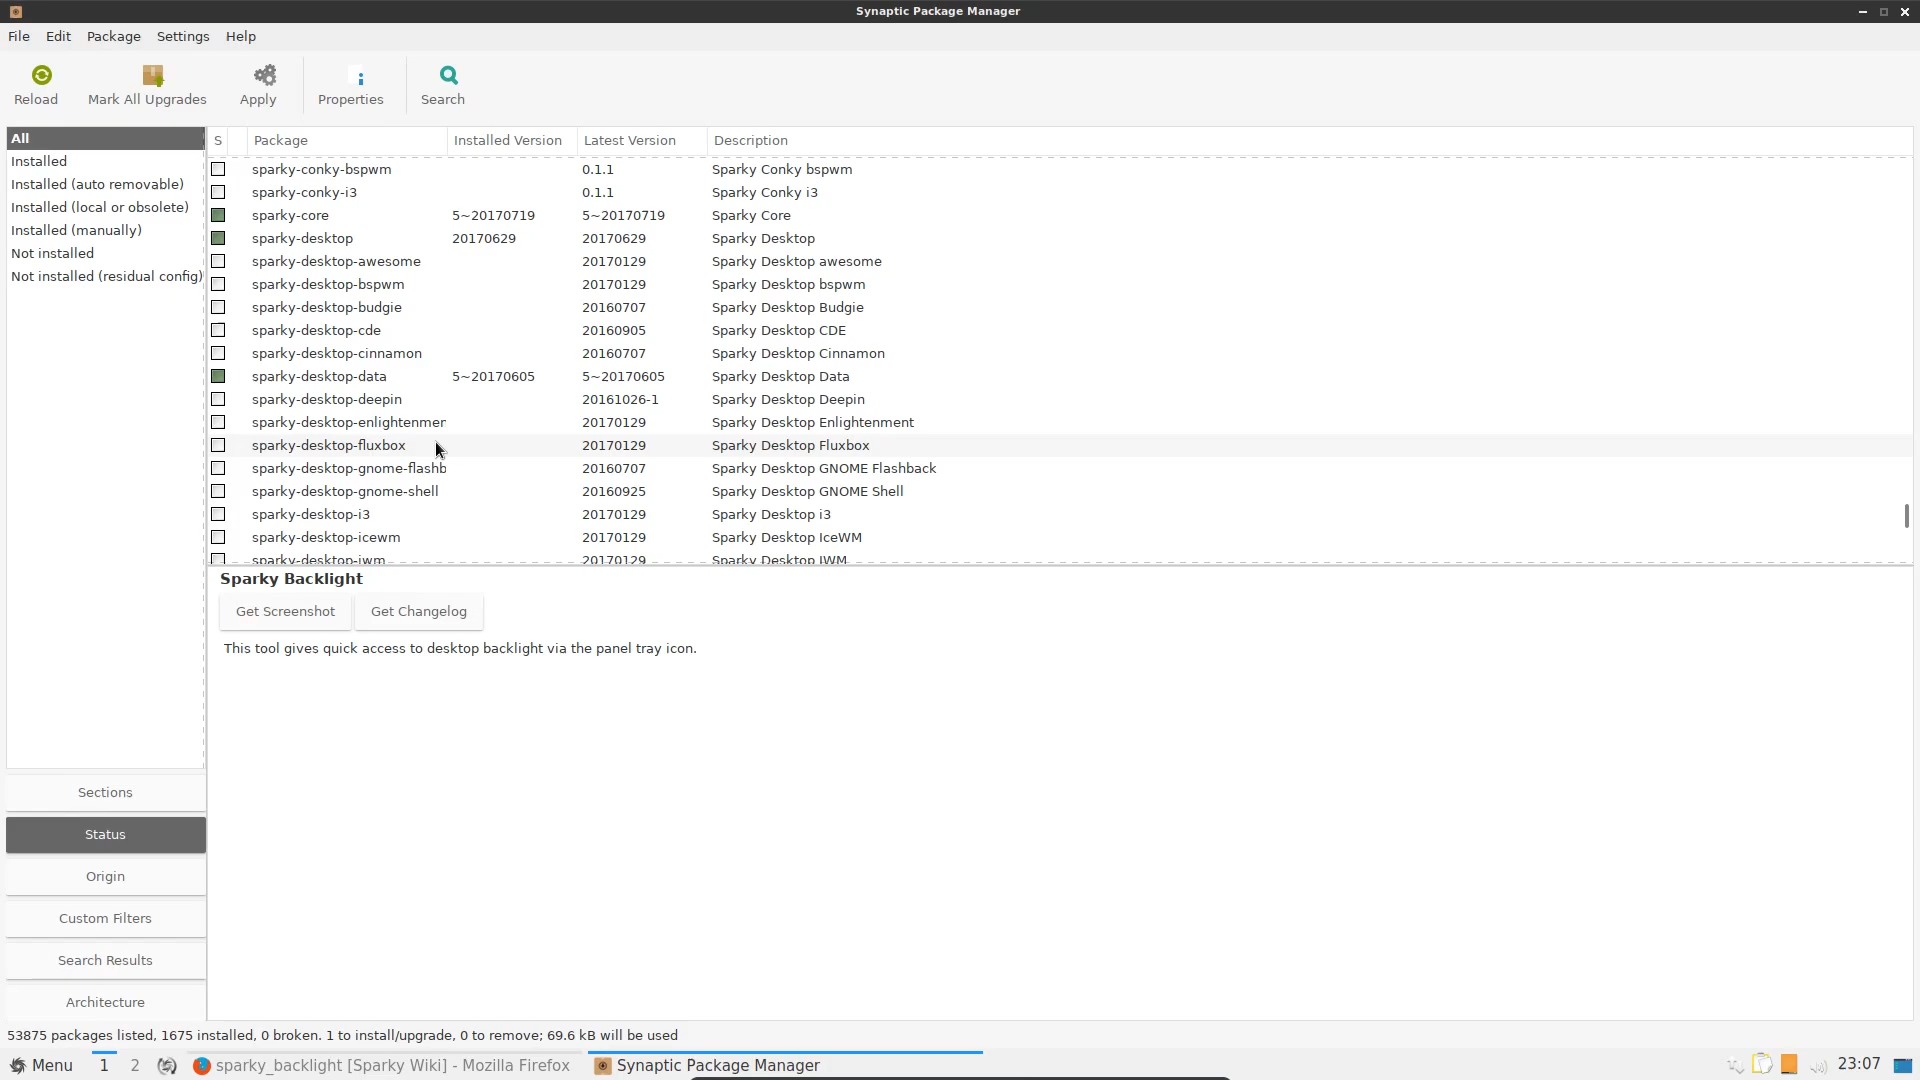 Synaptic Package Manager
File Edit Package Settings Help
Reload Mark All Upgrades Apply Properties Search
All
Installed
Installed (auto removable)
Installed (local or obsolete)
Installed (manually)
Not installed
Not installed (residual config)
S Package Installed Version Latest Version Description
sparky-conky-bspwm 0.1.1 Sparky Conky bspwm
sparky-conky-i3 0.1.1 Sparky Conky i3
sparky-core 5~20170719 5~20170719 Sparky Core
sparky-desktop 20170629 20170629 Sparky Desktop
sparky-desktop-awesome 20170129 Sparky Desktop awesome
sparky-desktop-bspwm 20170129 Sparky Desktop bspwm
sparky-desktop-budgie 20160707 Sparky Desktop Budgie
sparky-desktop-cde 20160905 Sparky Desktop CDE
sparky-desktop-cinnamon 20160707 Sparky Desktop Cinnamon
sparky-desktop-data 5~20170605 5~20170605 Sparky Desktop Data
sparky-desktop-deepin 20161026-1 Sparky Desktop Deepin
sparky-desktop-enlightenmer 20170129 Sparky Desktop Enlightenment
sparky-desktop-fluxbox 20170129 Sparky Desktop Fluxbox
sparky-desktop-gnome-flashb 20160707 Sparky Desktop GNOME Flashback
sparky-desktop-gnome-shell 20160925 Sparky Desktop GNOME Shell
sparky-desktop-i3 20170129 Sparky Desktop i3
sparky-desktop-icewm 20170129 Sparky Desktop IceWM
sparky-desktop-jwm 20170129 Sparky Desktop JWM
Sparky Backlight
Get Screenshot Get Changelog
This tool gives quick access to desktop backlight via the panel tray icon.
Sections
Status
Origin
Custom Filters
Search Results
Architecture
53875 packages listed, 1675 installed, 0 broken. 1 to install/upgrade, 0 to remove; 69.6 kB will be used
Menu 1 2 sparky_backlight [Sparky Wiki] - Mozilla Firefox Synaptic Package Manager 23:07